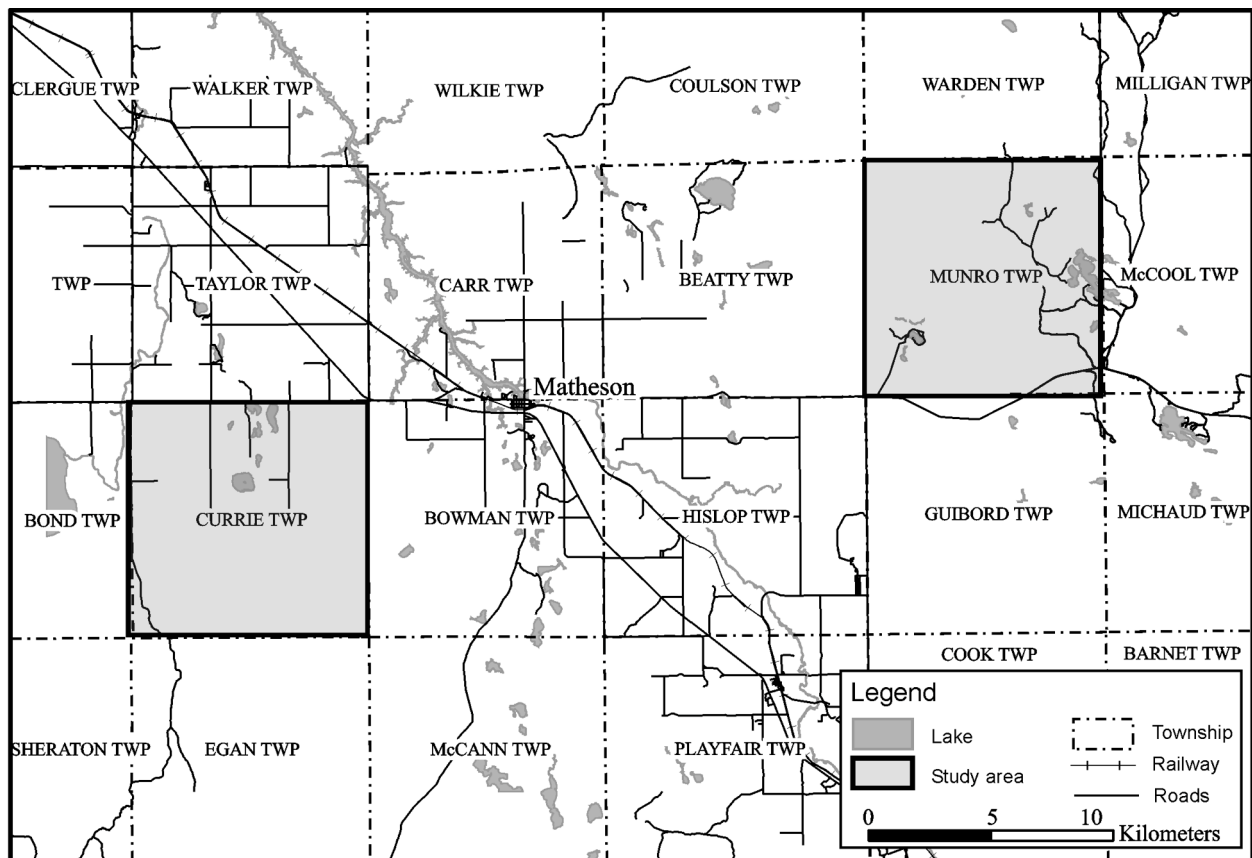 CLERGUE TWP
WALKER TWP
WILKIE TWP
COULSON TWP
WARDEN TWP
MILLIGAN TWP
TWP
TAYLOR TWP
CARR TWP
BEATTY TWP
MUNRO TWP
McCOOL TWP
Matheson
BOND TWP
CURRIE TWP
BOWMAN TWP
HISLOP TWP
GUIBORD TWP
MICHAUD TWP
COOK TWP
BARNET TWP
SHERATON TWP
EGAN TWP
McCANN TWP
PLAYFAIR TWP
Legend
Lake
Study area
Township
Railway
Roads
0 5 10
Kilometers